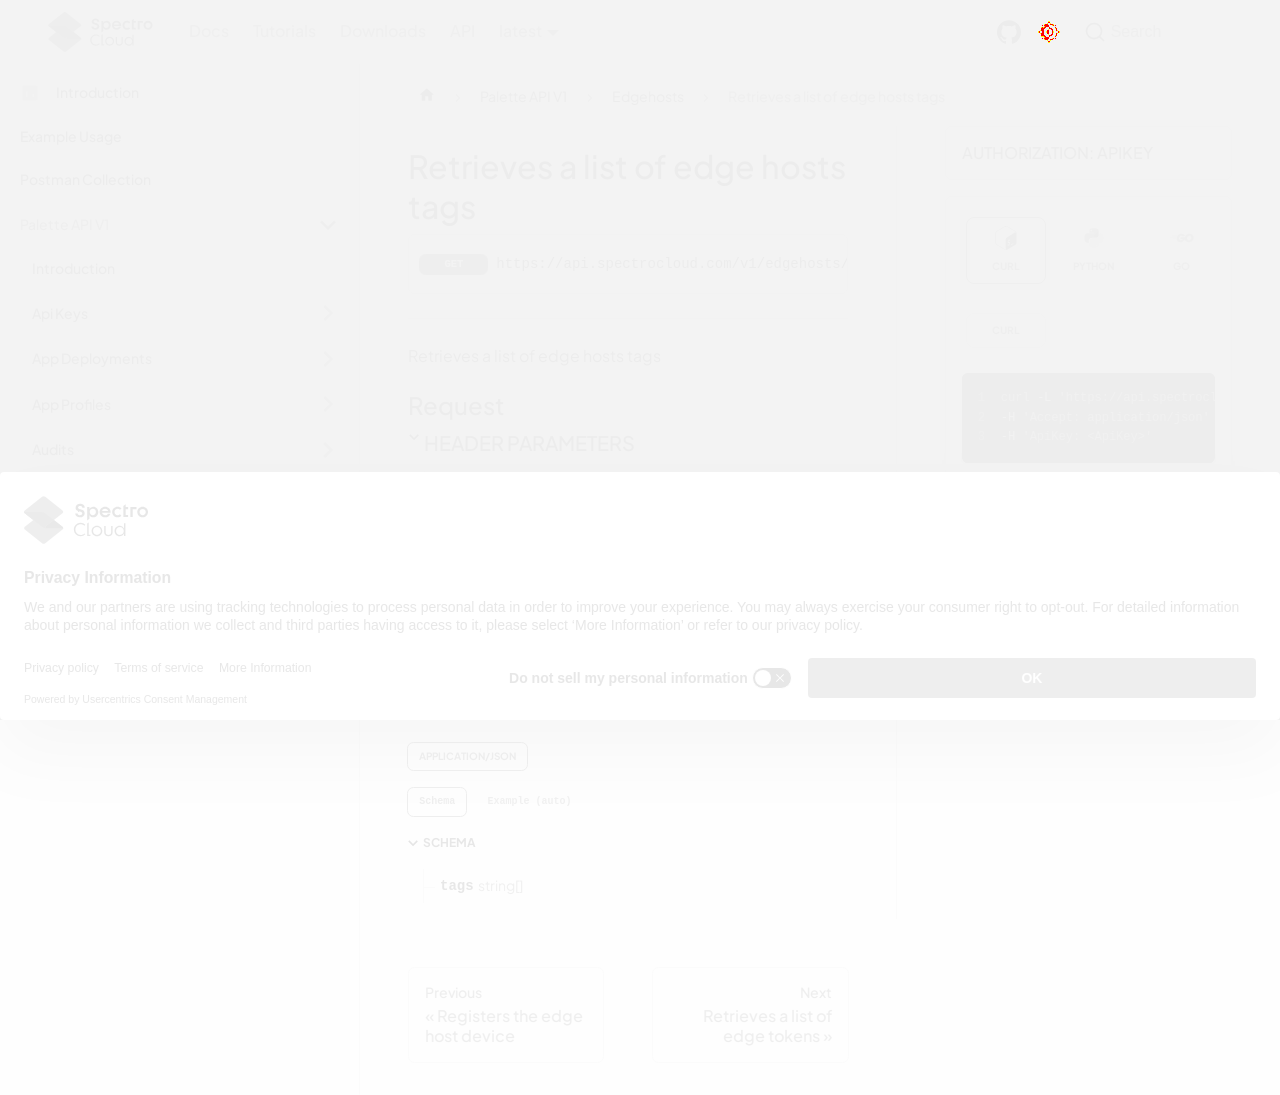 Spectro
Cloud
Docs
Tutorials
Downloads
API
latest
Search
Introduction
Example Usage
Postman Collection
Palette API V1
Introduction
Api Keys
App Deployments
App Profiles
Audits
Palette API V1
Edgehosts
Retrieves a list of edge hosts tags
Retrieves a list of edge hosts
tags
GET https://api.spectrocloud.com/v1/edgehosts/
Retrieves a list of edge hosts tags
Request
HEADER PARAMETERS
AUTHORIZATION: APIKEY
CURL
PYTHON
GO
CURL
Spectro
Cloud
Privacy Information
We and our partners are using tracking technologies to process personal data in order to improve your experience. You may always exercise your consumer right to opt-out. For detailed information
about personal information we collect and third parties having access to it, please select ‘More Information’ or refer to our privacy policy.
Privacy policy
Terms of service
More Information
Powered by Usercentrics Consent Management
Do not sell my personal information
OK
APPLICATION/JSON
Schema
Example (auto)
SCHEMA
tags string[]
Previous
« Registers the edge
host device
Next
Retrieves a list of
edge tokens »